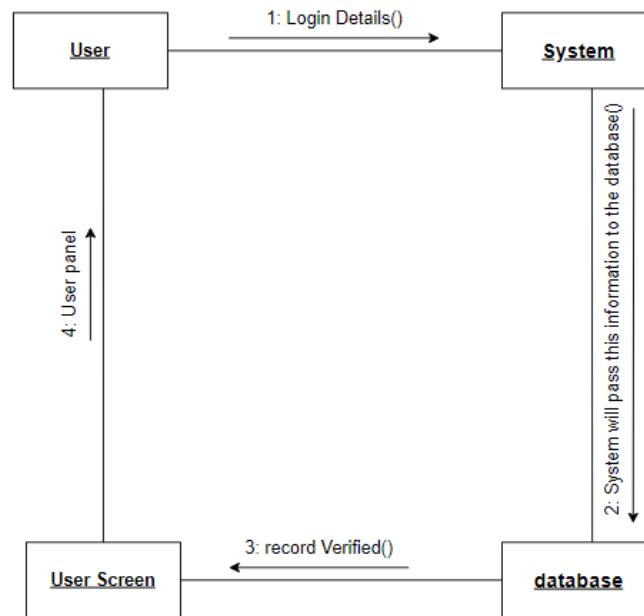 1: Login Details()
User
System
2: System will pass this information to the database()
4: User panel
3: record Verified()
User Screen
database